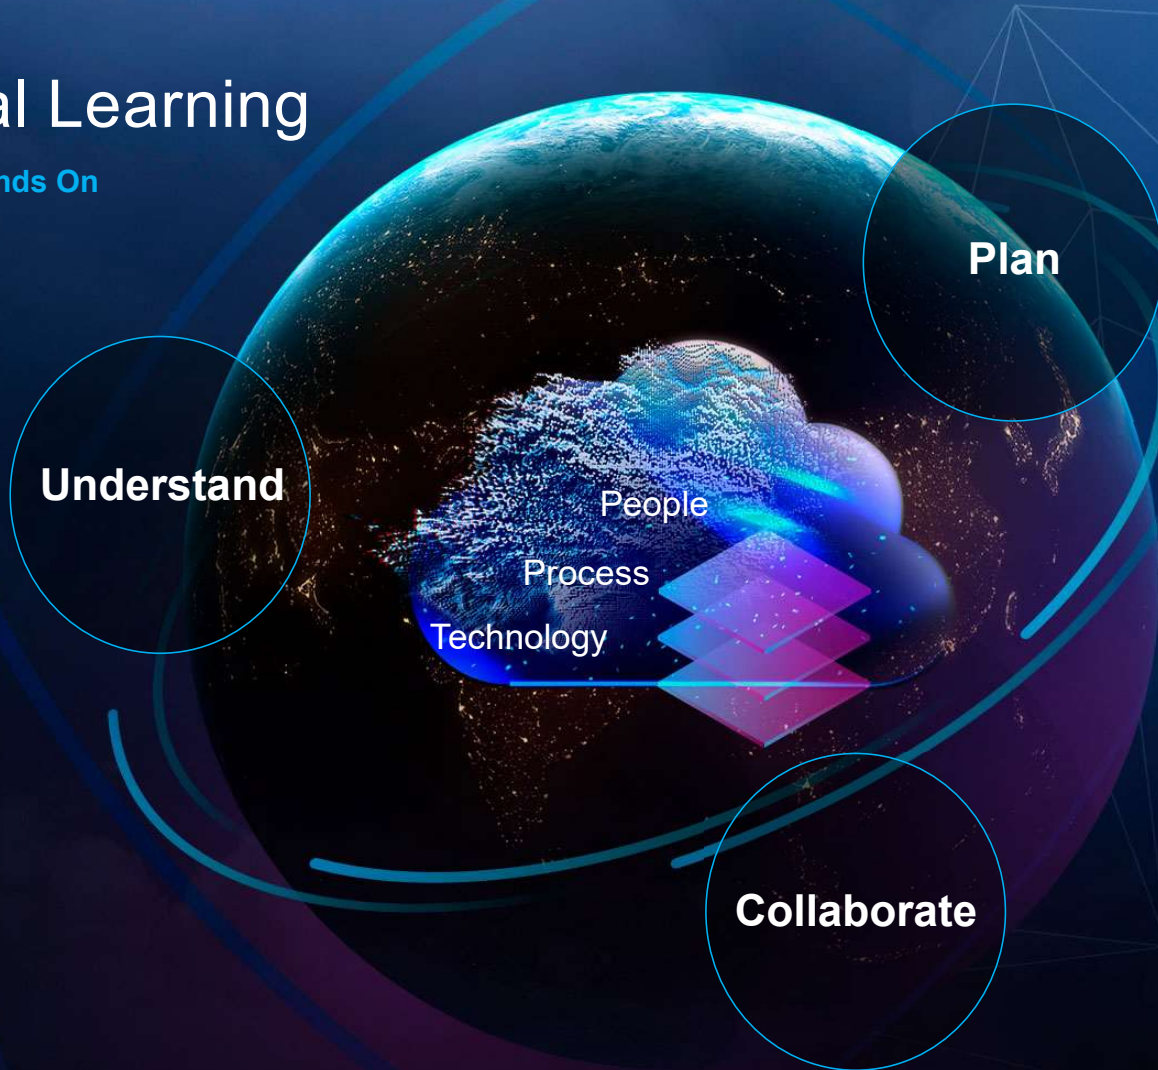 al Learning
nds On
Plan
Understand
People
Process
Technology
Collaborate